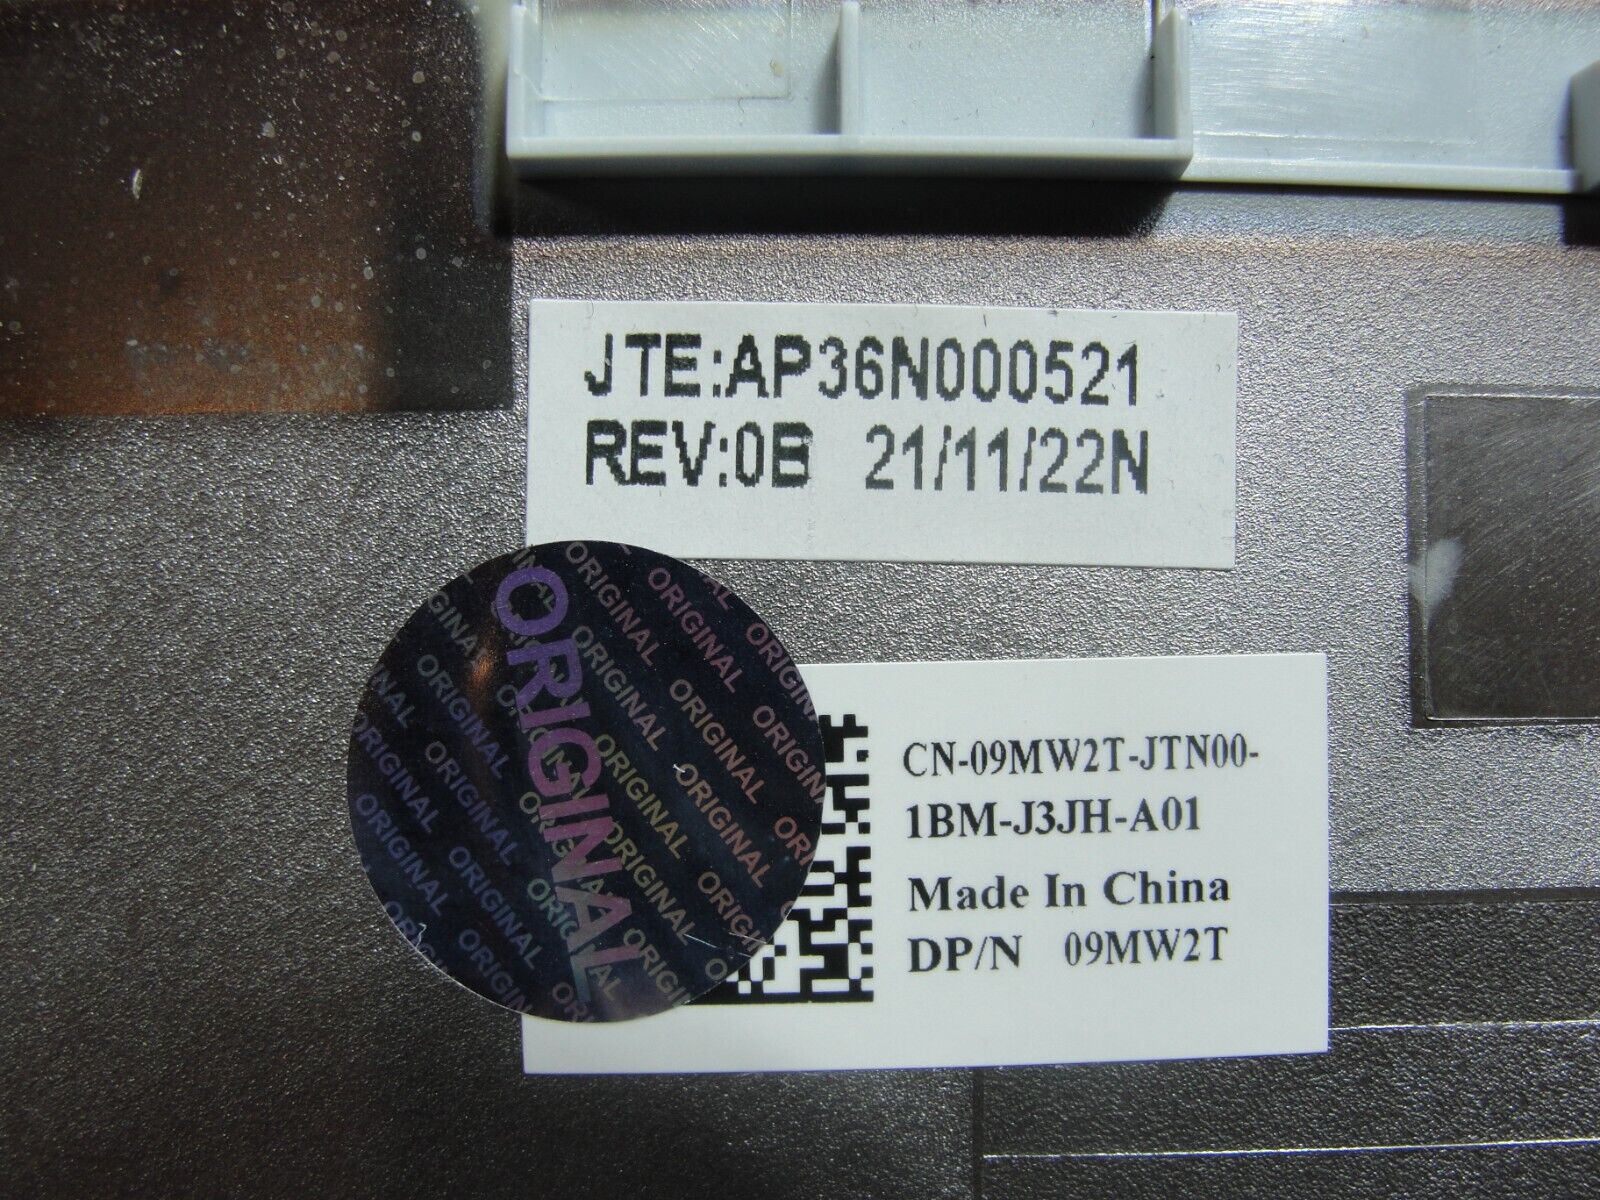 JTE:AP36N000521
REV:0B 21/11/22N
ORIGINAL
CN-09MW2T-JTN00-
1BM-J3JH-A01
Made In China
DP/N 09MW2T